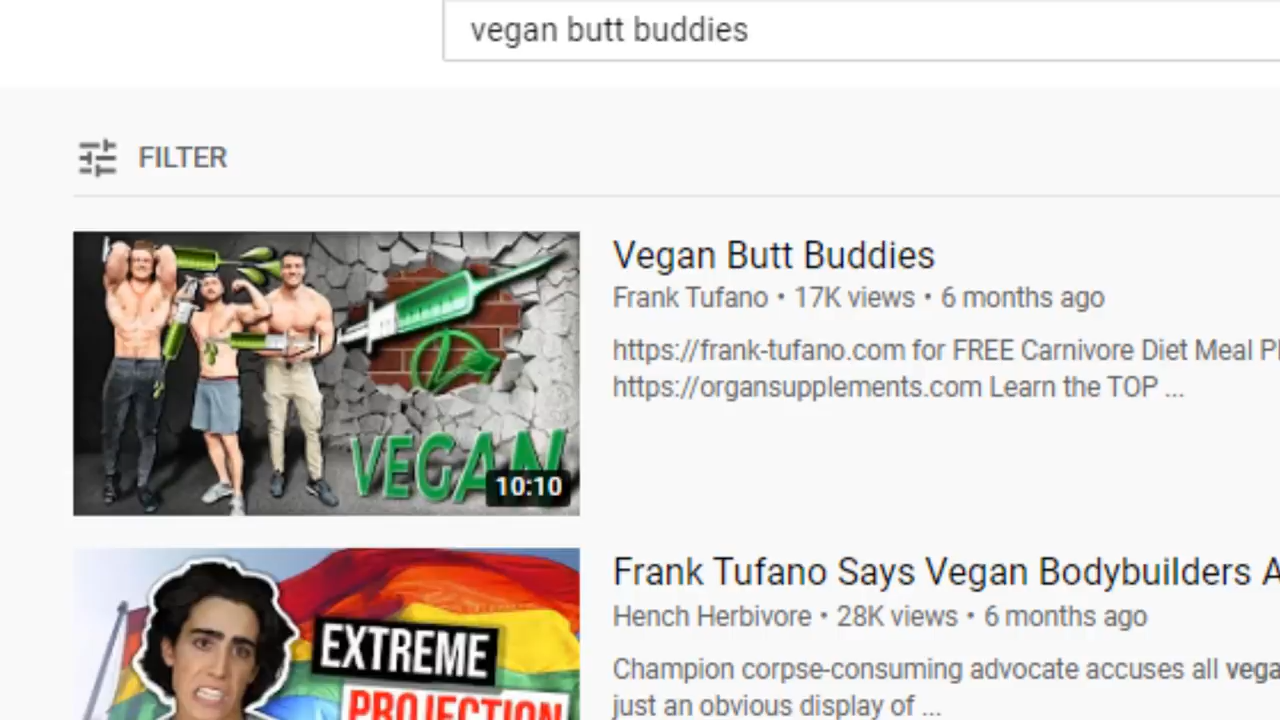 vegan butt buddies
FILTER
Vegan Butt Buddies
Frank Tufano • 17K views • 6 months ago
https://frank-tufano.com for FREE Carnivore Diet Meal
https://organsupplements.com Learn the TOP ...
VEGAN
10:10
Frank Tufano Says Vegan Bodybuilders A
Hench Herbivore • 28K views • 6 months ago
Champion corpse-consuming advocate accuses all vega
just an obvious display of ...
EXTREME
PROJECTION